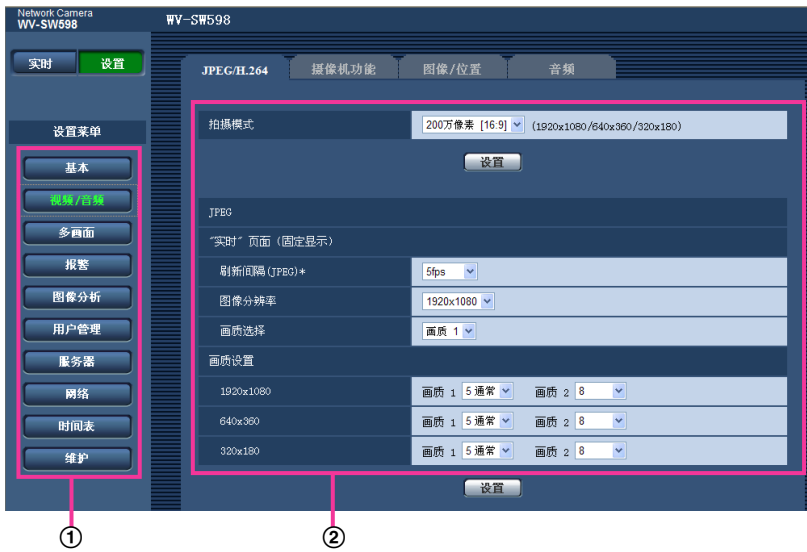 Network Camera
WV-SW598
WV-SW598
实时 设置
JPEG/H.264 摄像机功能 图像/位置 音频
设置菜单
基本
视频/音频
多画面
报警
图像分析
用户管理
服务器
网络
时间表
维护
拍摄模式 200万像素 [16:9] (1920x1080/640x360/320x180)
设置
JPEG
"实时" 页面 (固定显示)
刷新间隔(JPEG)* 5fps
图像分辨率 1920x1080
画质选择 画质 1
画质设置
1920x1080 画质 1 5 通常 画质 2 8
640x360 画质 1 5 通常 画质 2 8
320x180 画质 1 5 通常 画质 2 8
设置
① ②